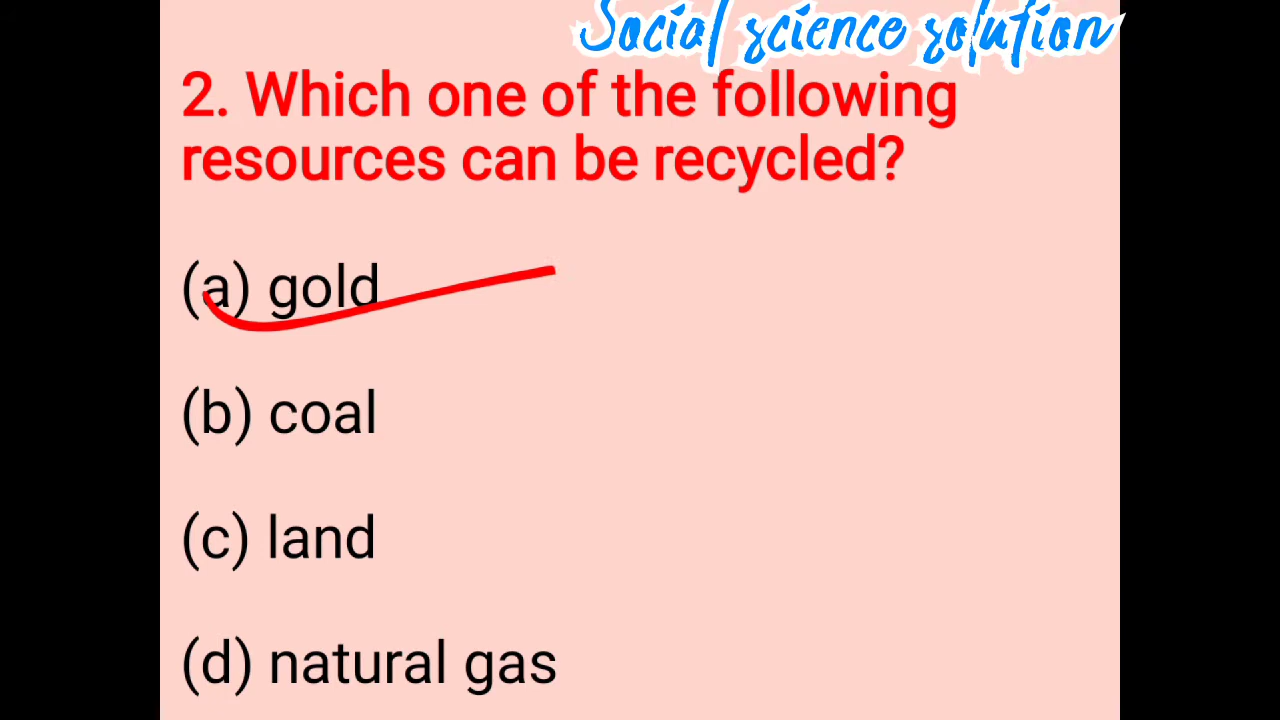 Social science solution
2. Which one of the following
resources can be recycled?
(a) gold
(b) coal
(c) land
(d) natural gas